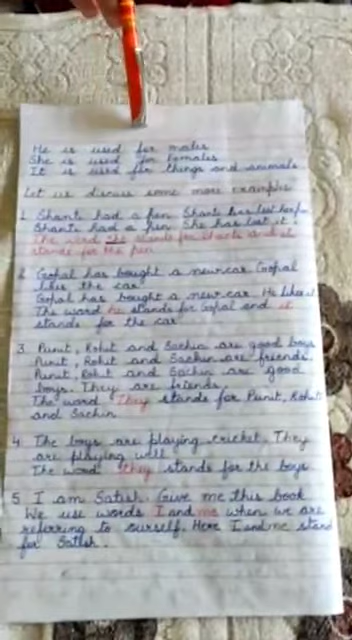 He is used for males
She is used for females
It is used for things and animals
Let us discuss some more examples
1. Shanti had a pen. Shanti has lost her pen
Shanti had a pen. She has lost it.
The word She stands for Shanti and it
stands for the pen
2. Gopal has bought a new car. Gopal
likes the car.
Gopal has bought a new car. He likes it
The word he stands for Gopal and it
stands for the car
3. Punit, Rohit and Sachin are good boys
Punit, Rohit and Sachin are friends.
Punit, Rohit and Sachin are good
boys. They are friends.
The word They stands for Punit, Rohit
and Sachin
4. The boys are playing cricket. They
are playing well
The word they stands for the boys
5. I am Satish. Give me this book
We use words I and me when we are
referring to ourself. Here I and me stand
for Satish.